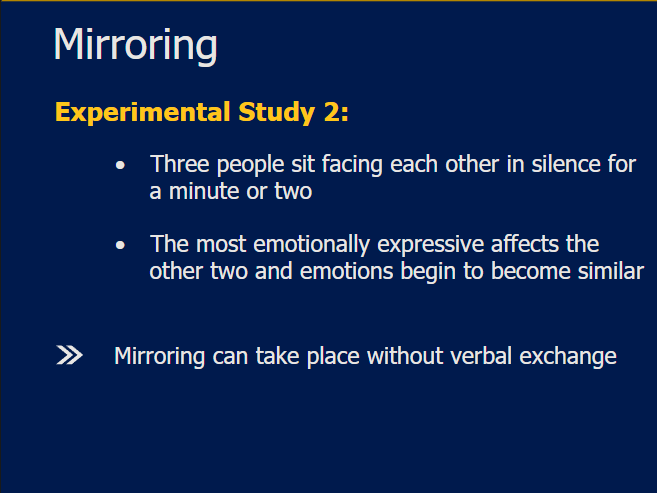 Mirroring
Experimental Study 2:
• Three people sit facing each other in silence for
a minute or two
• The most emotionally expressive affects the
other two and emotions begin to become similar
» Mirroring can take place without verbal exchange